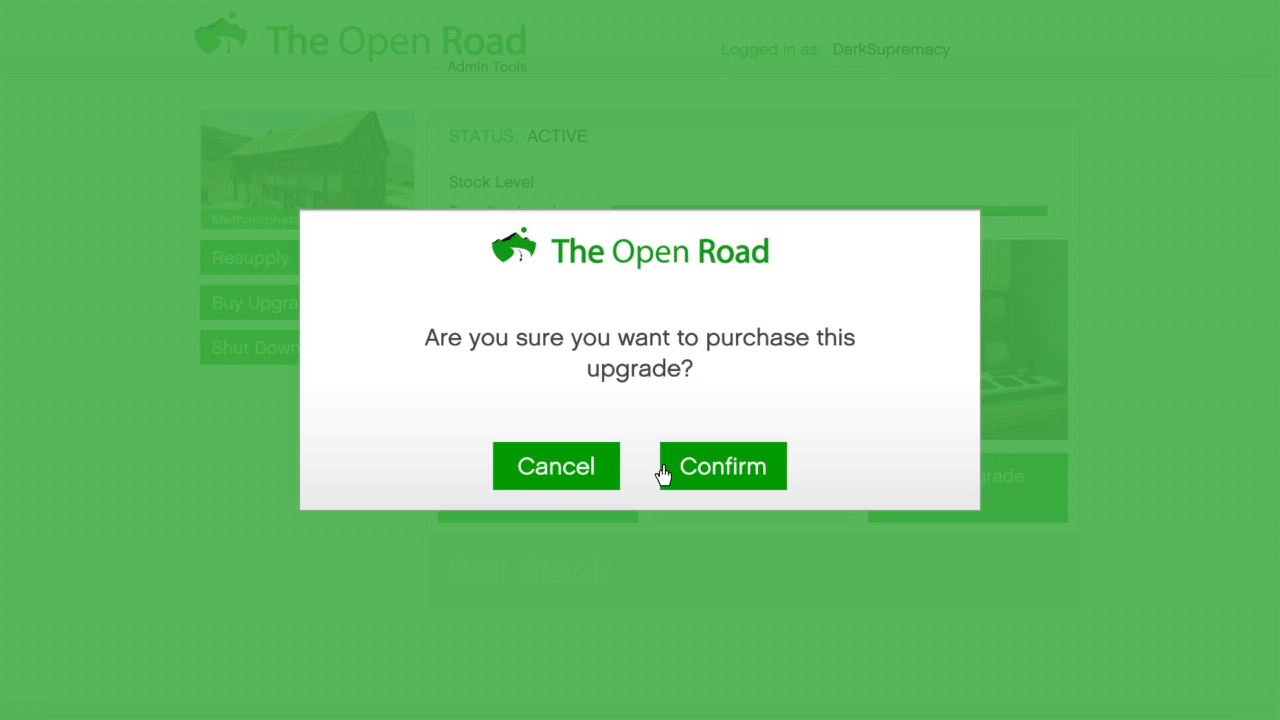 The Open Road
Admin Tools
Logged in as: DarkSupremacy
STATUS: ACTIVE
Stock Level
Resupply
Shut Down
The Open Road
Are you sure you want to purchase this
upgrade?
Cancel
Confirm
Sell Stock